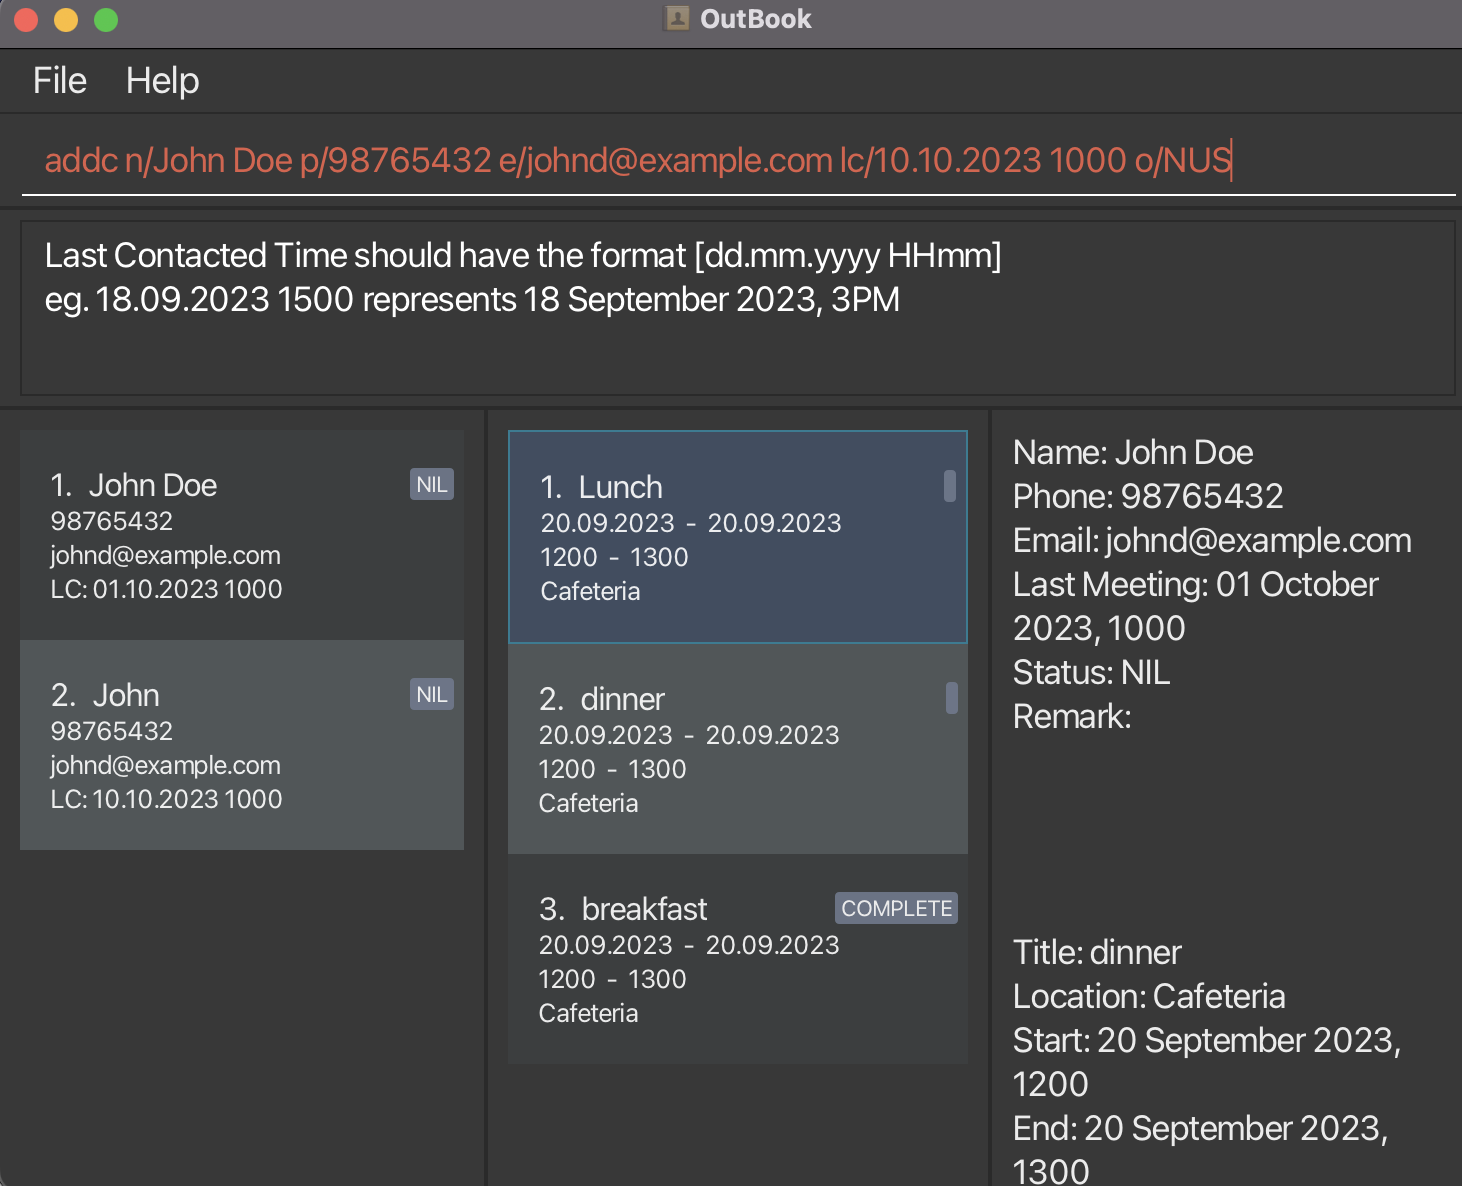 OutBook
File Help
addc n/John Doe p/98765432 e/johnd@example.com lc/10.10.2023 1000 o/NUS
Last Contacted Time should have the format [dd.mm.yyyy HHmm]
eg. 18.09.2023 1500 represents 18 September 2023, 3PM
1. John Doe NIL
98765432
johnd@example.com
LC: 01.10.2023 1000
2. John NIL
98765432
johnd@example.com
LC: 10.10.2023 1000
1. Lunch
20.09.2023 - 20.09.2023
1200 - 1300
Cafeteria
2. dinner
20.09.2023 - 20.09.2023
1200 - 1300
Cafeteria
3. breakfast COMPLETE
20.09.2023 - 20.09.2023
1200 - 1300
Cafeteria
Name: John Doe
Phone: 98765432
Email: johnd@example.com
Last Meeting: 01 October
2023, 1000
Status: NIL
Remark:
Title: dinner
Location: Cafeteria
Start: 20 September 2023,
1200
End: 20 September 2023,
1300